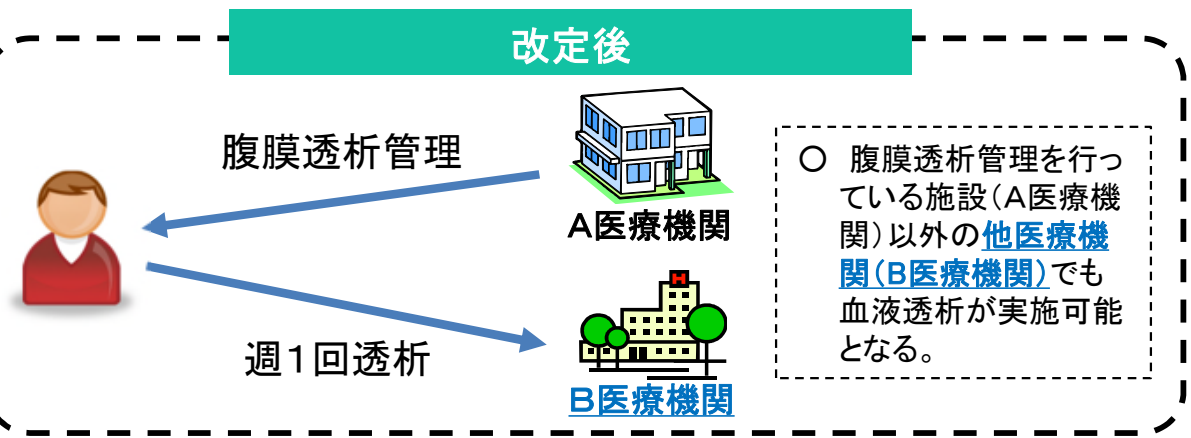 改定後
腹膜透析管理
A医療機関
週1回透析
H
B医療機関
○ 腹膜透析管理を行っ
ている施設(A医療機
関)以外の他医療機
関(B医療機関)でも
血液透析が実施可能
となる。